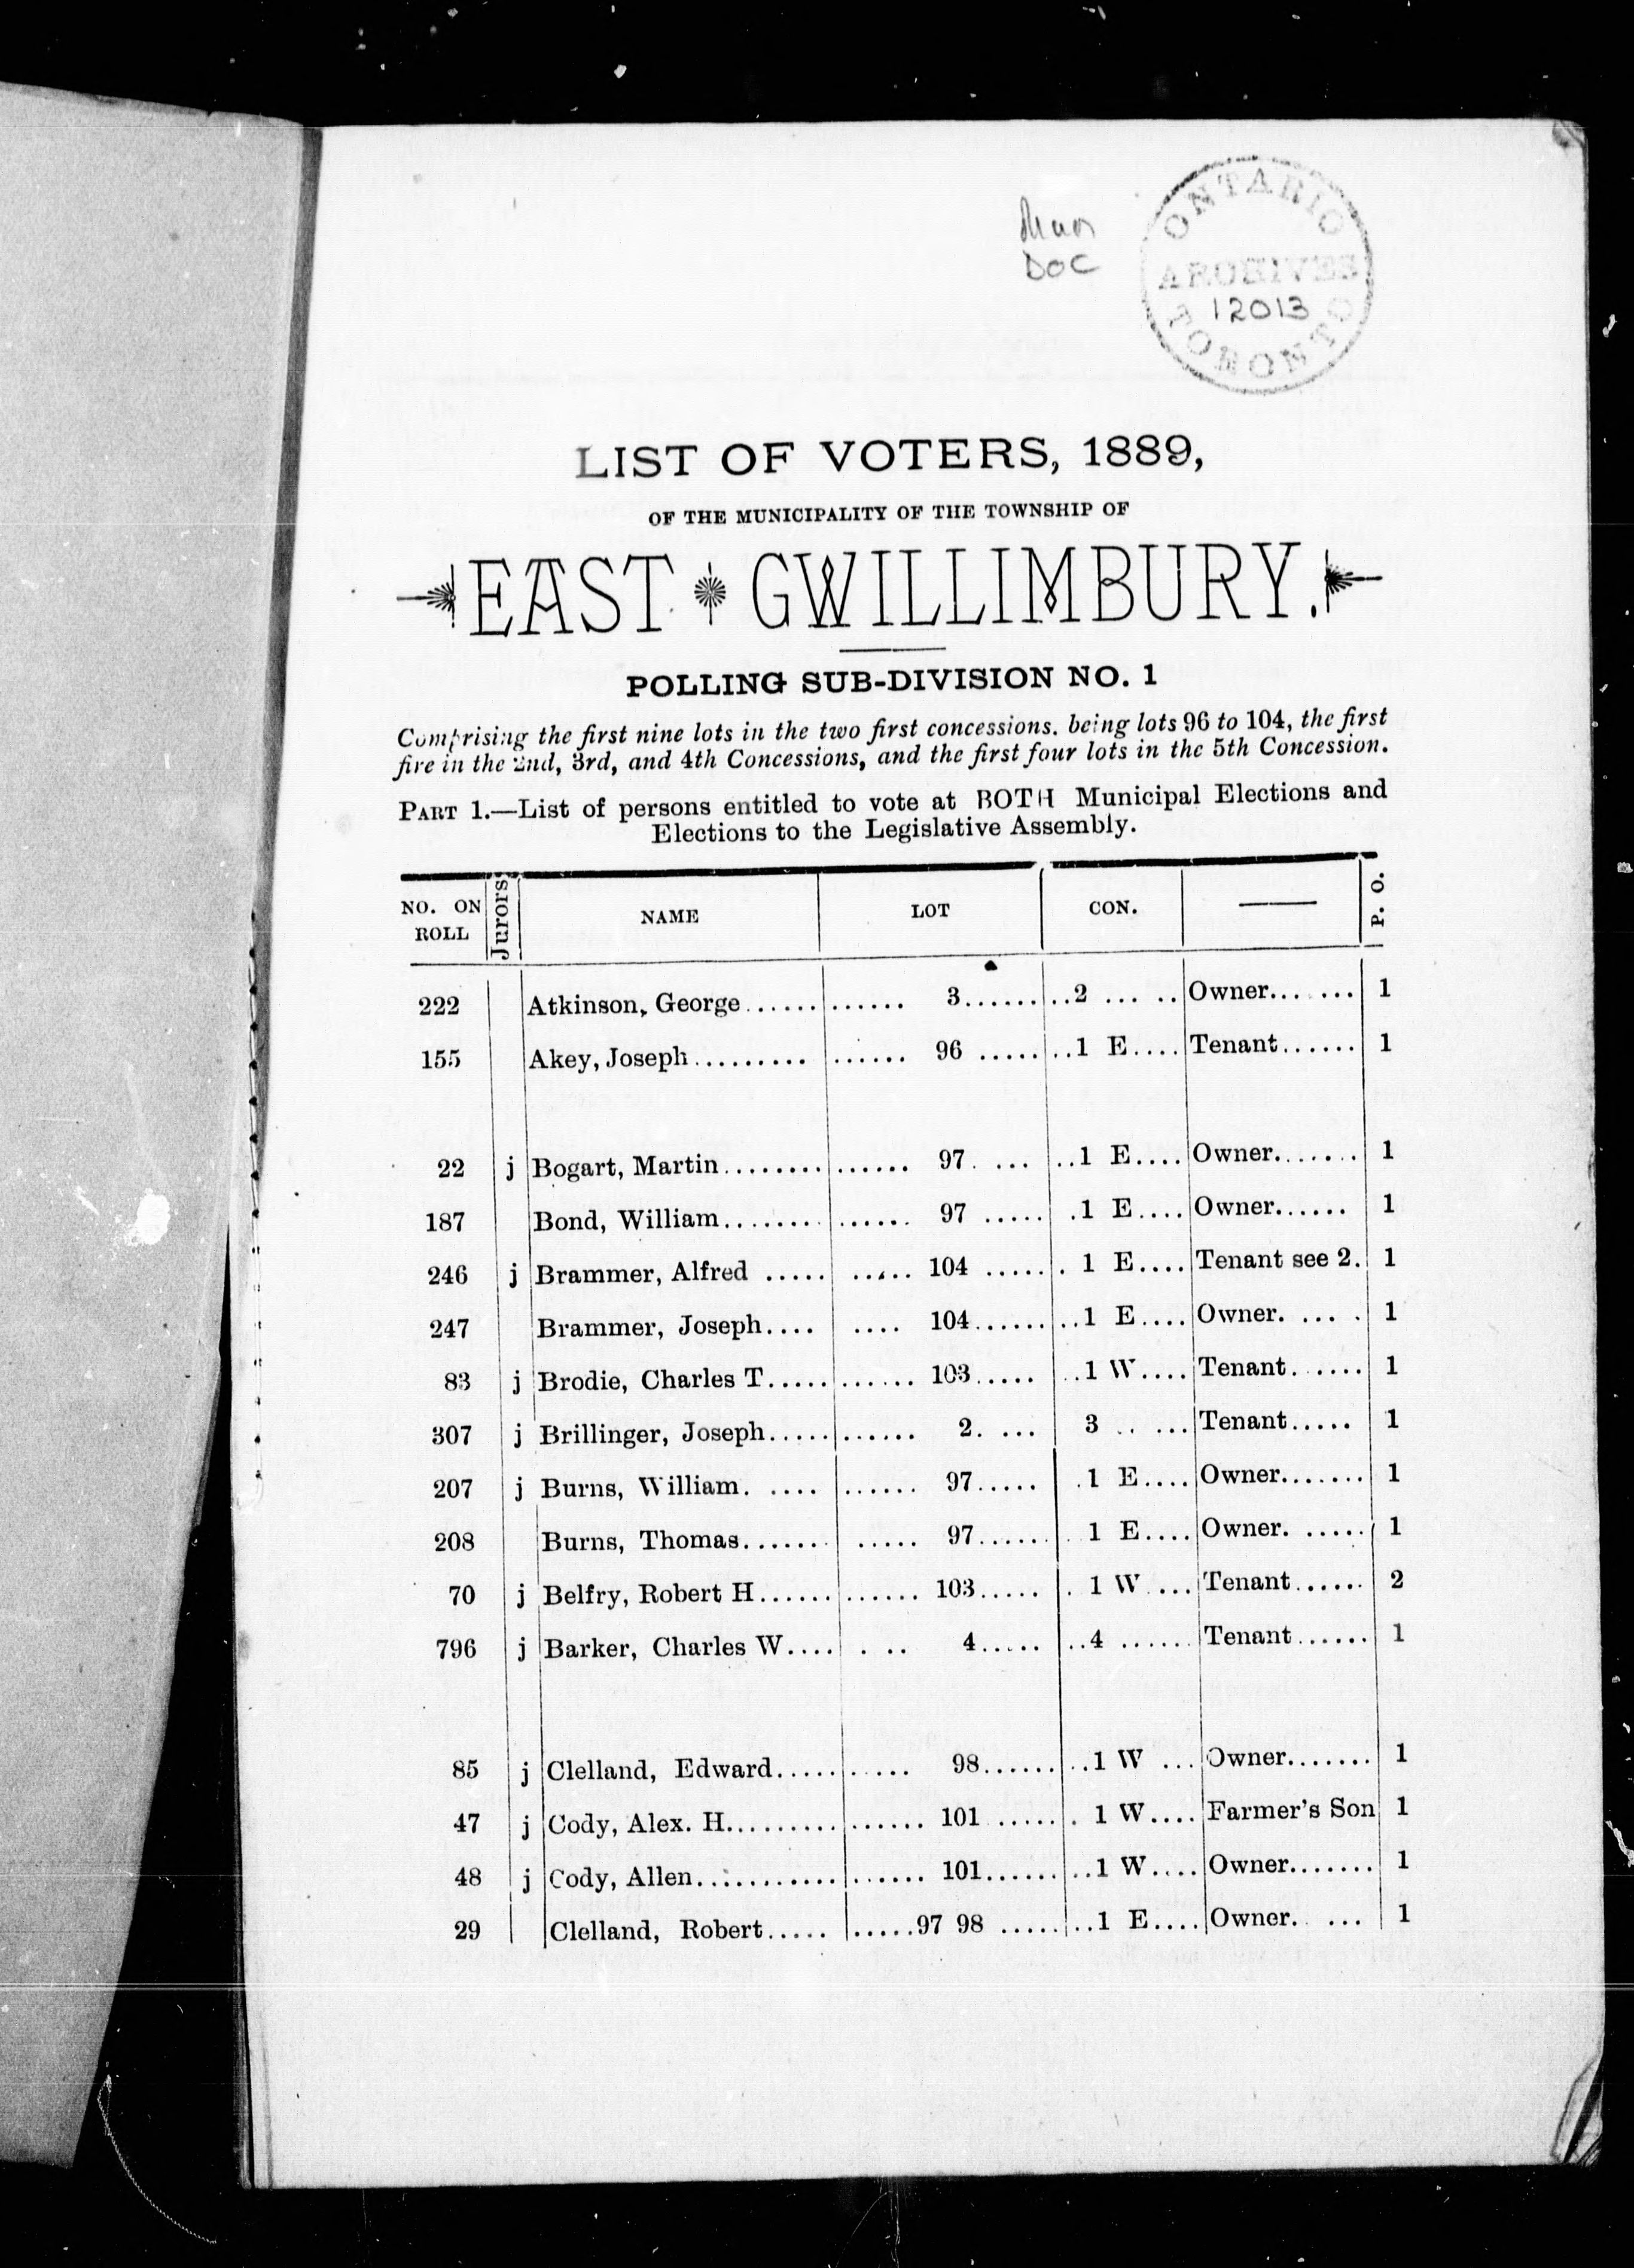 Mun
Doc
ONTARIO
ARCHIVES
12013
TORONTO
LIST OF VOTERS, 1889,
OF THE MUNICIPALITY OF THE TOWNSHIP OF
EAST GWILLIMBURY.
POLLING SUB-DIVISION NO. 1
Comprising the first nine lots in the two first concessions. being lots 96 to 104, the first
fire in the 2nd, 3rd, and 4th Concessions, and the first four lots in the 5th Concession.
PART 1.—List of persons entitled to vote at BOTH Municipal Elections and
Elections to the Legislative Assembly.
NO. ON ROLL Jurors NAME LOT CON. —— P. O.
222 Atkinson, George...... ...... 3...... ..2 ... .. Owner... ... 1
155 Akey, Joseph......... ...... 96 ..... ..1 E.... Tenant...... 1
22 j Bogart, Martin........ ...... 97. ... ..1 E.... Owner....... 1
187 Bond, William........ ...... 97 ..... .1 E.... Owner...... 1
246 j Brammer, Alfred ..... ..... 104 ..... . 1 E.... Tenant see 2. 1
247 Brammer, Joseph.... .... 104...... ..1 E.... Owner. ... . 1
83 j Brodie, Charles T..... ...... 103..... ..1 W.... Tenant...... 1
307 j Brillinger, Joseph..... ...... 2. ... 3 .. ... Tenant..... 1
207 j Burns, William. .... ...... 97..... .1 E.... Owner....... 1
208 Burns, Thomas....... ..... 97...... 1 E.... Owner. ..... 1
70 j Belfry, Robert H...... ...... 103..... . 1 W ... Tenant...... 2
796 j Barker, Charles W.... . .. 4..... ..4 ...... Tenant...... 1
85 j Clelland, Edward..... ..... 98...... ..1 W ... Owner....... 1
47 j Cody, Alex. H......... ...... 101 ..... . 1 W.... Farmer's Son 1
48 j Cody, Allen............ ...... 101...... ..1 W.... Owner....... 1
29 Clelland, Robert..... .....97 98 ..... ..1 E.... Owner. ... 1